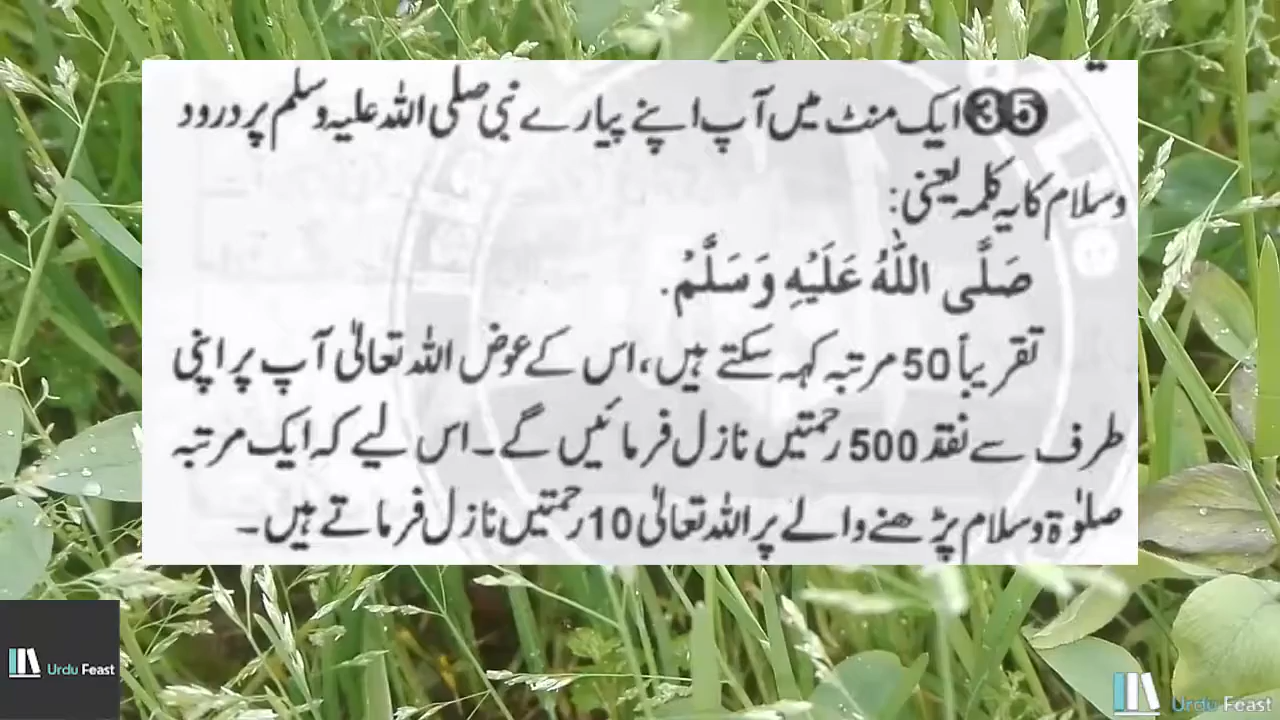 35 ایک منٹ میں آپ اپنے پیارے نبی صلی اللہ علیہ وسلم پر درود
وسلام کا یہ کلمہ یعنی:
صَلَّی اللّٰہُ عَلَیْہِ وَسَلَّمْ.
تقریباً 50 مرتبہ کہہ سکتے ہیں، اس کے عوض اللہ تعالیٰ آپ پر اپنی
طرف سے نقد 500 رحمتیں نازل فرمائیں گے۔ اس لیے کہ ایک مرتبہ
صلوٰۃ وسلام پڑھنے والے پر اللہ تعالیٰ 10 رحمتیں نازل فرماتے ہیں۔
Urdu Feast
Urdu Feast